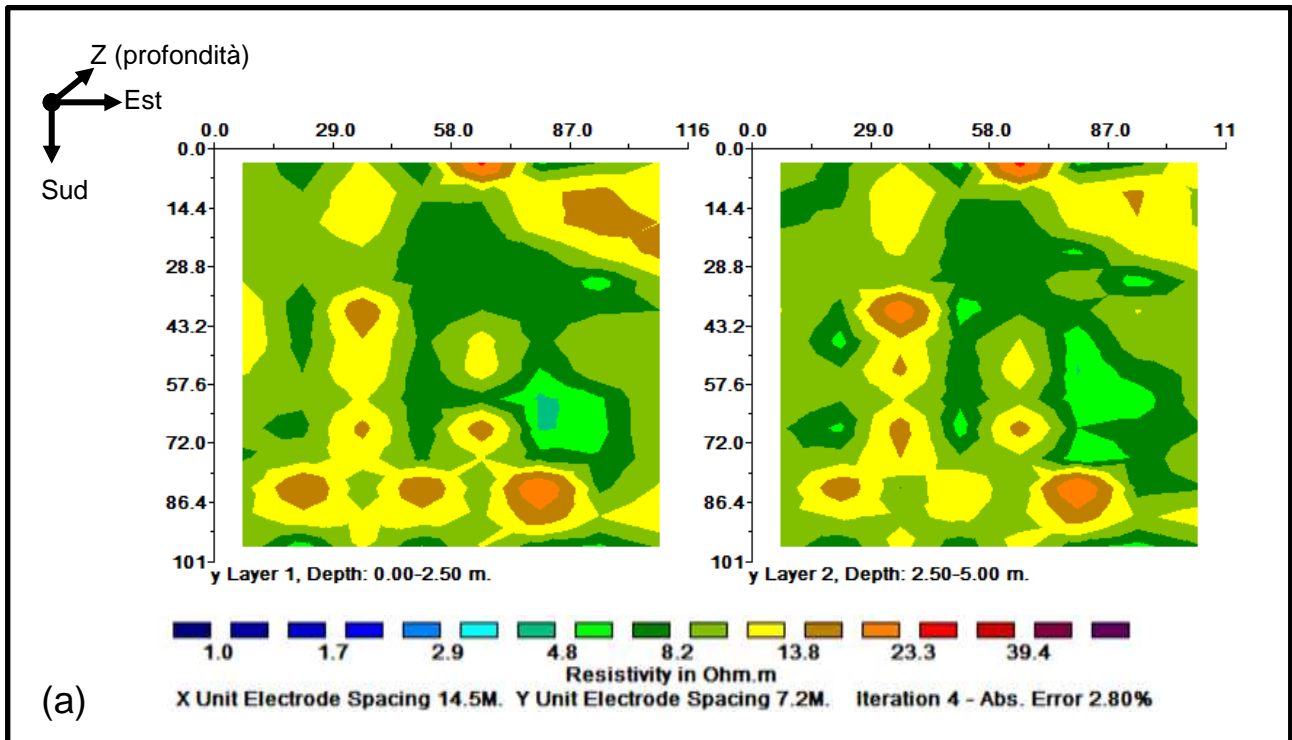 Z (profondità)
Est
Sud
0.0 29.0 58.0 87.0 116
0.0
14.4
28.8
43.2
57.6
72.0
86.4
101
y Layer 1, Depth: 0.00-2.50 m.
0.0 29.0 58.0 87.0 11
0.0
14.4
28.8
43.2
57.6
72.0
86.4
101
y Layer 2, Depth: 2.50-5.00 m.
1.0 1.7 2.9 4.8 8.2 13.8 23.3 39.4
Resistivity in Ohm.m
X Unit Electrode Spacing 14.5M. Y Unit Electrode Spacing 7.2M. Iteration 4 - Abs. Error 2.80%
(a)